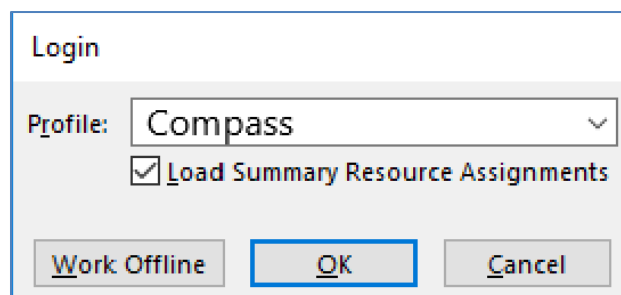 Login
Profile: Compass
Load Summary Resource Assignments
Work Offline OK Cancel